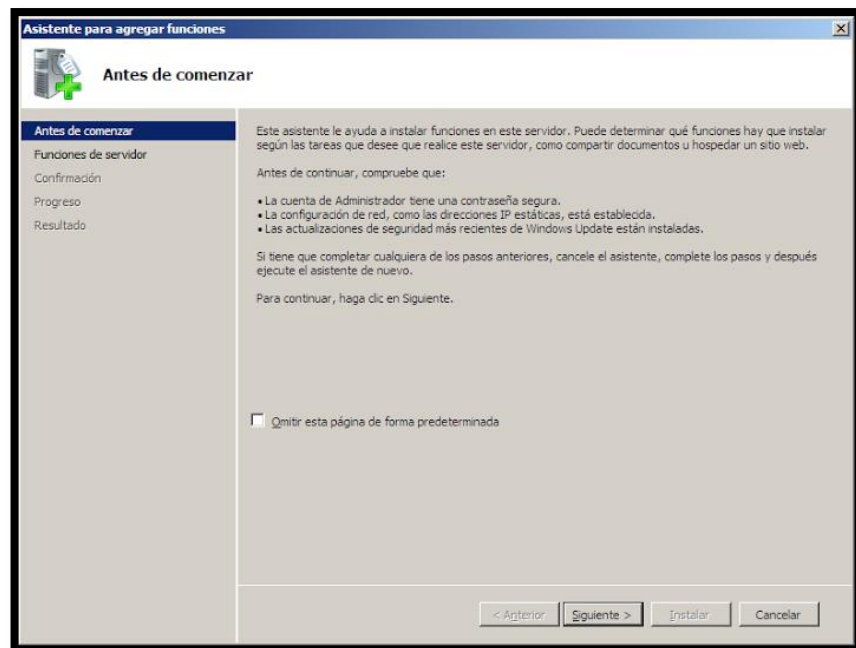 Asistente para agregar funciones
Antes de comenzar
Antes de comenzar
Funciones de servidor
Confirmación
Progreso
Resultado
Este asistente le ayuda a instalar funciones en este servidor. Puede determinar qué funciones hay que instalar
según las tareas que desee que realice este servidor, como compartir documentos u hospedar un sitio web.
Antes de continuar, compruebe que:
• La cuenta de Administrador tiene una contraseña segura.
• La configuración de red, como las direcciones IP estáticas, está establecida.
• Las actualizaciones de seguridad más recientes de Windows Update están instaladas.
Si tiene que completar cualquiera de los pasos anteriores, cancele el asistente, complete los pasos y después
ejecute el asistente de nuevo.
Para continuar, haga clic en Siguiente.
Omitir esta página de forma predeterminada
< Anterior Siguiente > Instalar Cancelar